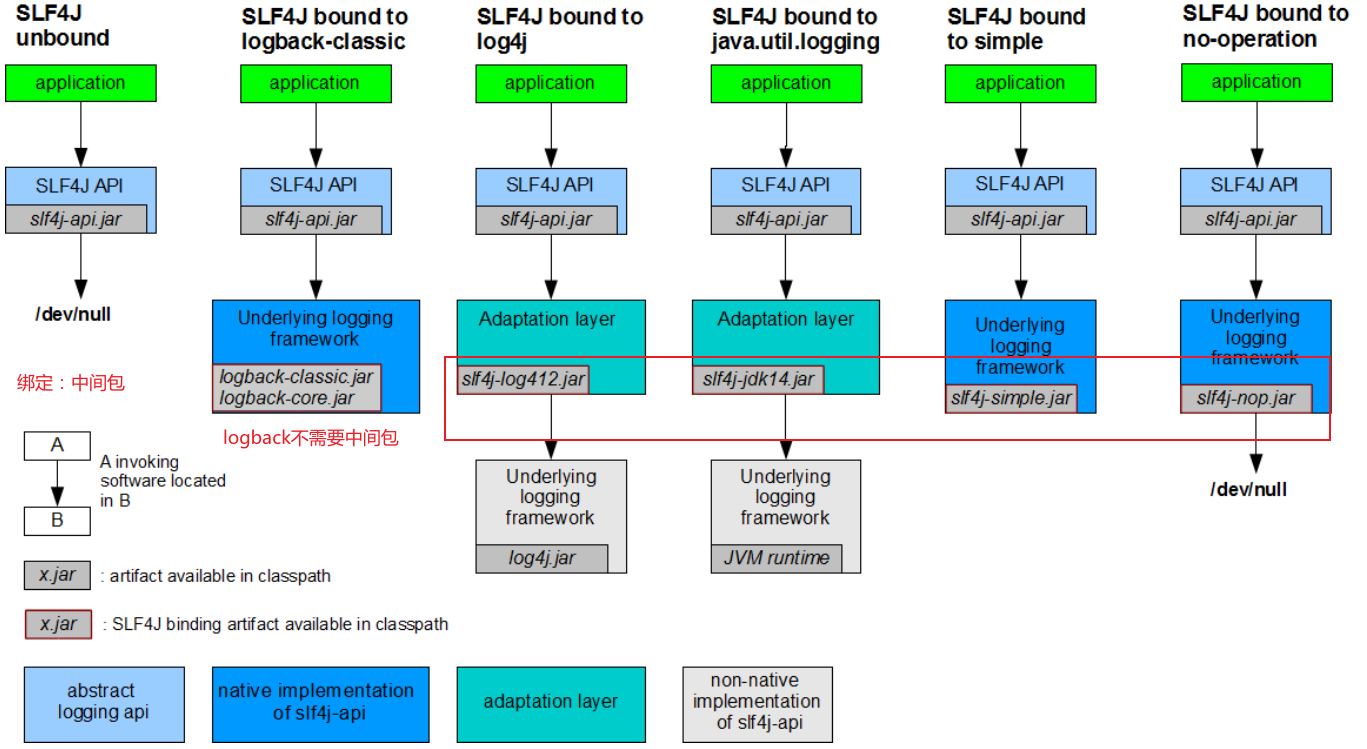 SLF4J
unbound
SLF4J bound to
logback-classic
SLF4J bound to
log4j
SLF4J bound to
java.util.logging
SLF4J bound
to simple
SLF4J bound to
no-operation
application
application
application
application
application
application
SLF4J API
slf4j-api.jar
SLF4J API
slf4j-api.jar
SLF4J API
slf4j-api.jar
SLF4J API
slf4j-api.jar
SLF4J API
slf4j-api.jar
SLF4J API
slf4j-api.jar
/dev/null
Underlying logging
framework
logback-classic.jar
logback-core.jar
Adaptation layer
slf4j-log412.jar
Adaptation layer
slf4j-jdk14.jar
Underlying
logging
framework
slf4j-simple.jar
Underlying
logging
framework
slf4j-nop.jar
绑定：中间包
logback不需要中间包
A
B
A invoking
software located
in B
Underlying
logging
framework
log4j.jar
Underlying
logging
framework
JVM runtime
/dev/null
x.jar : artifact available in classpath
x.jar : SLF4J binding artifact available in classpath
abstract
logging api
native implementation
of slf4j-api
adaptation layer
non-native
implementation
of slf4j-api